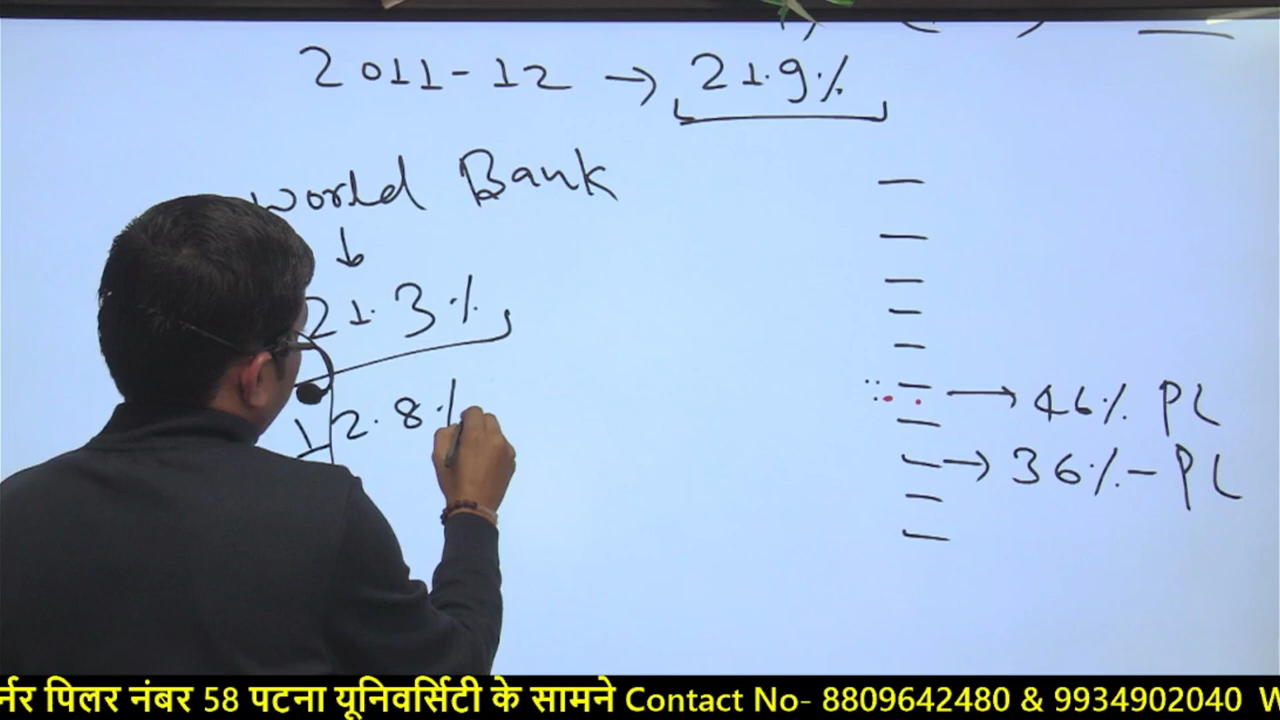 2011-12 → 21.9%
World Bank
↓
21.3%
12.8%
→ 46% PL
→ 36% - PL
र्नर पिलर नंबर 58 पटना यूनिवर्सिटी के सामने Contact No- 8809642480 & 9934902040 W